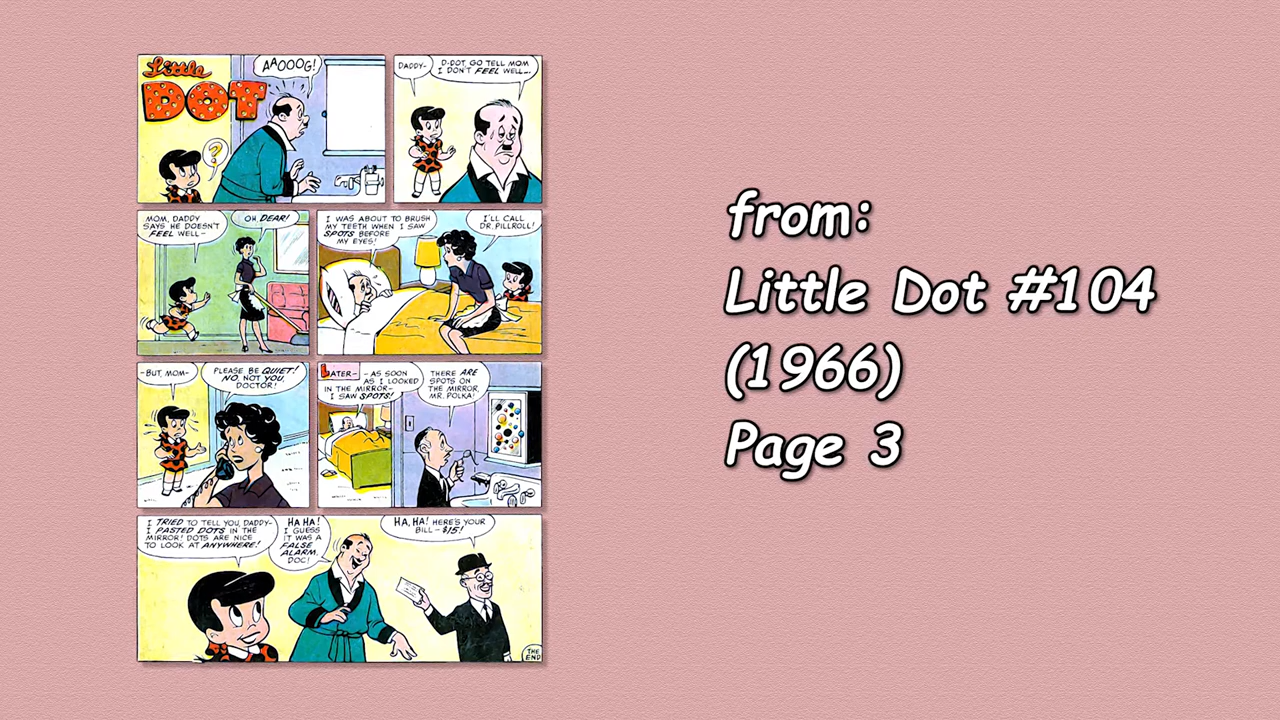 Little
DOT
AAOOOG!
?
DADDY-
D-DOT, GO TELL MOM
I DON'T FEEL WELL...
MOM, DADDY
SAYS HE DOESN'T
FEEL WELL-
OH, DEAR!
I WAS ABOUT TO BRUSH
MY TEETH WHEN I SAW
SPOTS BEFORE
MY EYES!
I'LL CALL
DR. PILLROLL!
-BUT, MOM-
PLEASE BE QUIET!
NO, NOT YOU,
DOCTOR!
LATER-
-AS SOON
AS I LOOKED
IN THE MIRROR-
I SAW SPOTS!
THERE ARE
SPOTS ON
THE MIRROR,
MR. POLKA!
I TRIED TO TELL YOU, DADDY-
I PASTED DOTS IN THE
MIRROR! DOTS ARE NICE
TO LOOK AT ANYWHERE!
HA HA!
I GUESS
IT WAS A
FALSE
ALARM,
DOC!
HA, HA! HERE'S YOUR
BILL-$15!
THE
END
from:
Little Dot #104
(1966)
Page 3